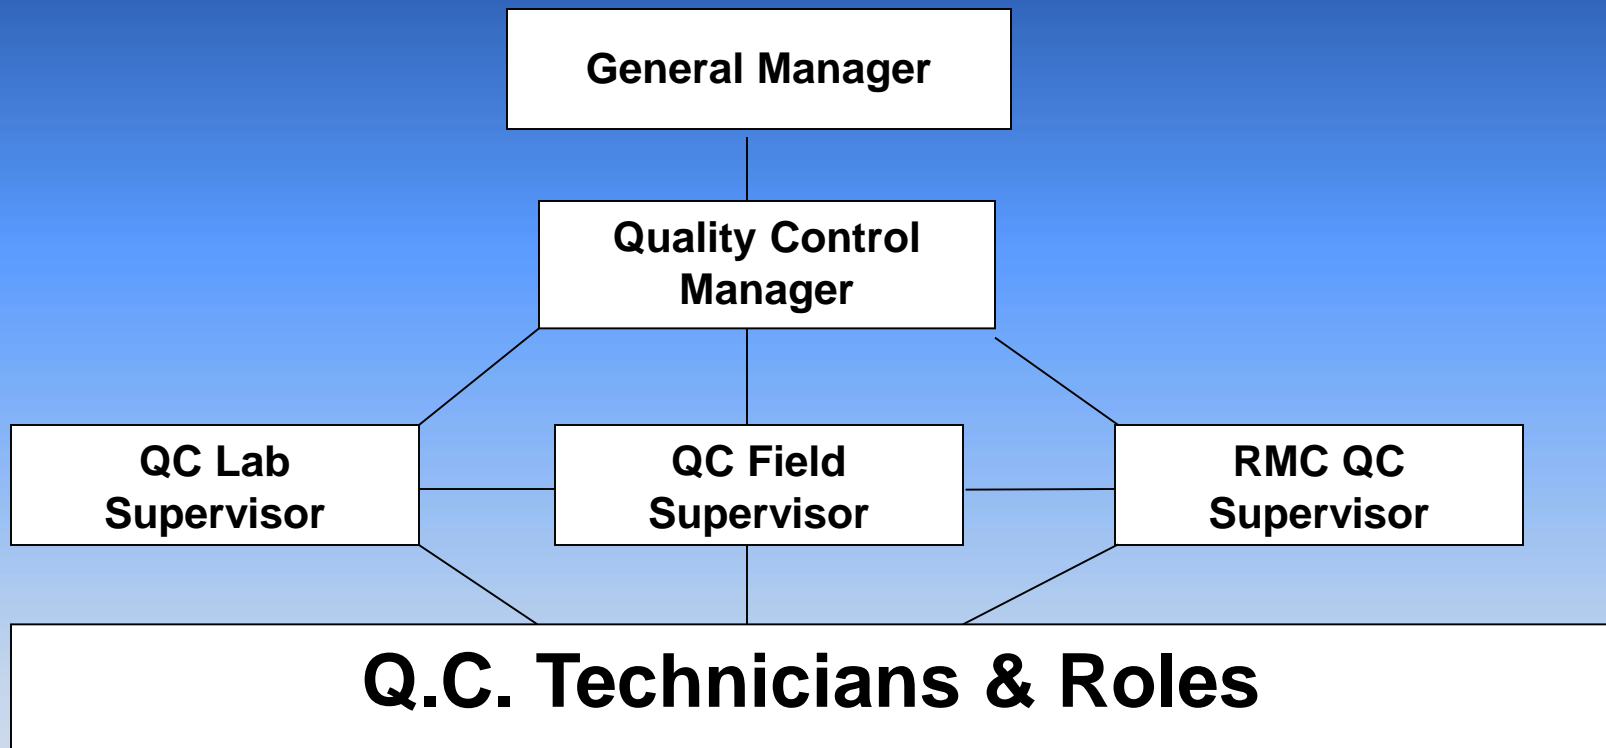 General Manager
Quality Control
Manager
QC Lab
Supervisor
QC Field
Supervisor
RMC QC
Supervisor
Q.C. Technicians & Roles